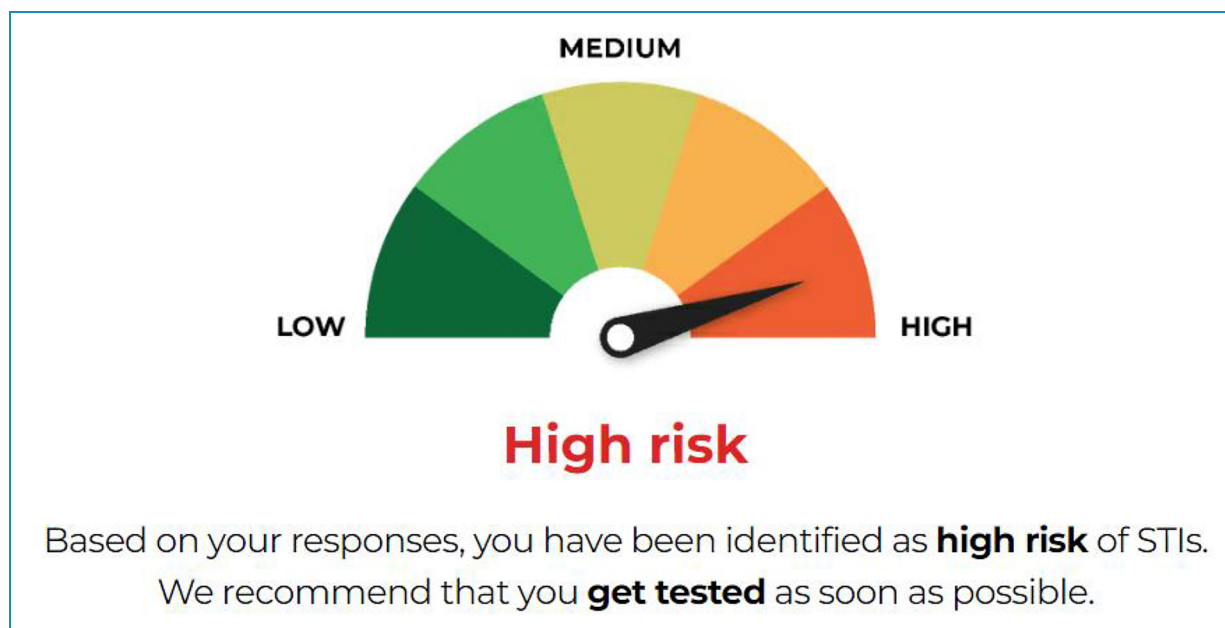 MEDIUM
LOW
HIGH
High risk
Based on your responses, you have been identified as high risk of STIs.
We recommend that you get tested as soon as possible.